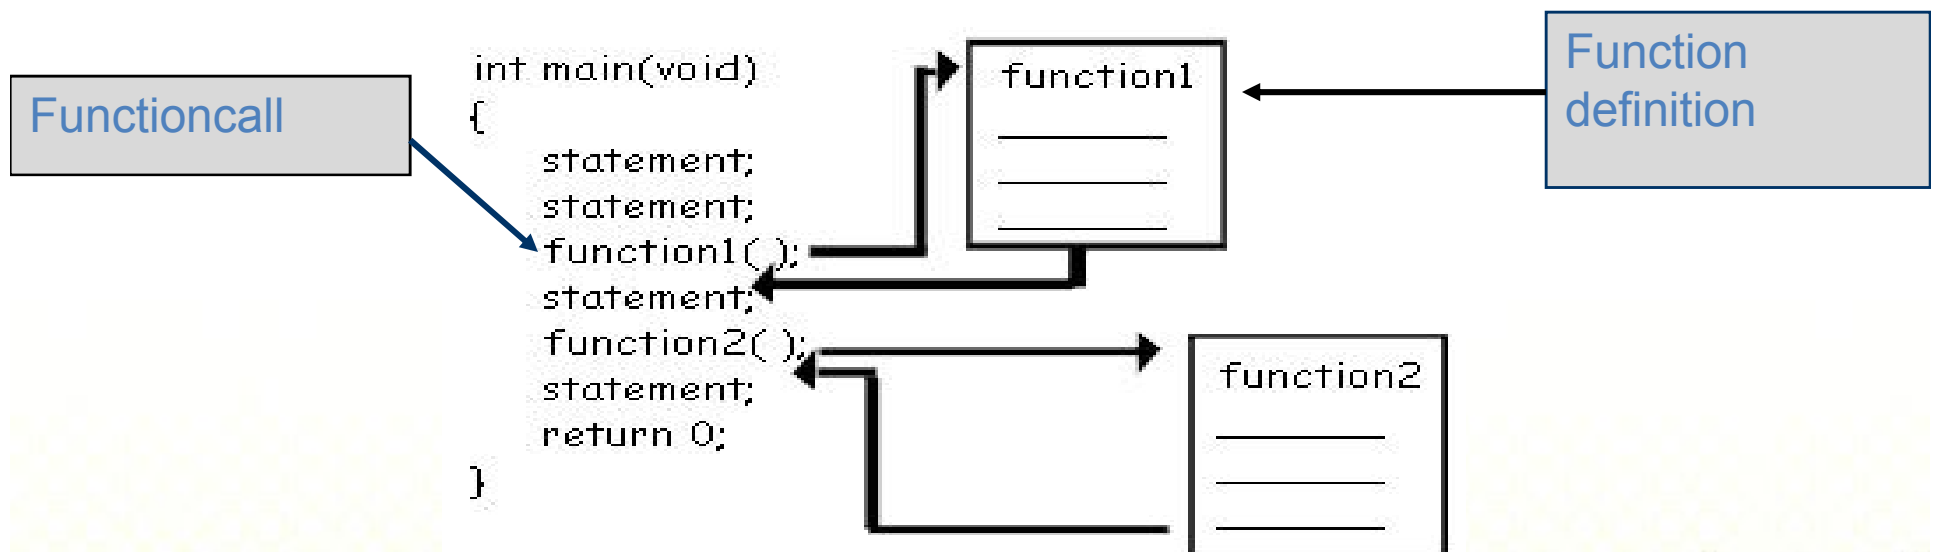 Functioncall
int main(void)
{
statement;
statement;
function1( );
statement;
function2( );
statement;
return 0;
}
function1
Function
definition
function2